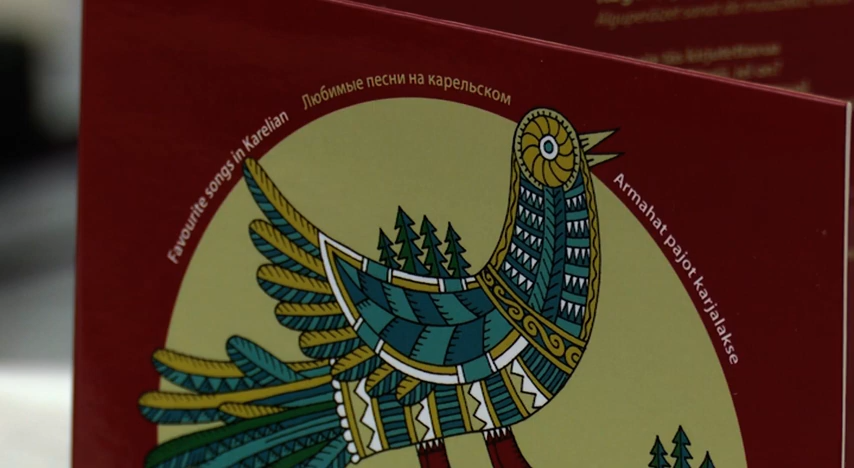 Favourite songs in Karelian
Любимые песни на карельском
Armahat pajot karjalakse